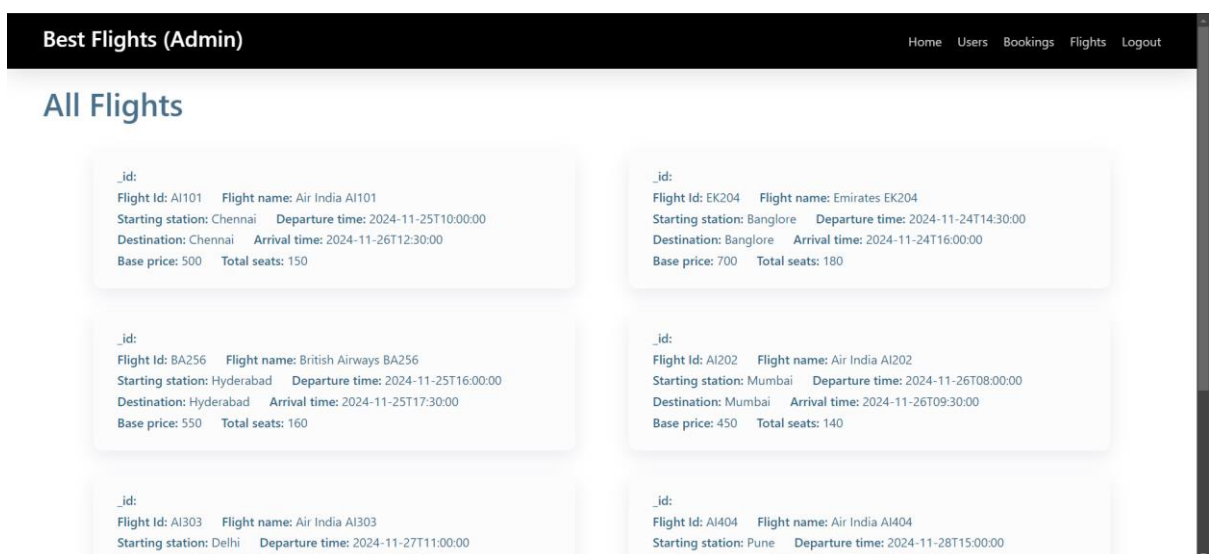 Best Flights (Admin)
Home Users Bookings Flights Logout
All Flights
_id:
Flight Id: AI101 Flight name: Air India AI101
Starting station: Chennai Departure time: 2024-11-25T10:00:00
Destination: Chennai Arrival time: 2024-11-26T12:30:00
Base price: 500 Total seats: 150
_id:
Flight Id: EK204 Flight name: Emirates EK204
Starting station: Banglore Departure time: 2024-11-24T14:30:00
Destination: Banglore Arrival time: 2024-11-24T16:00:00
Base price: 700 Total seats: 180
_id:
Flight Id: BA256 Flight name: British Airways BA256
Starting station: Hyderabad Departure time: 2024-11-25T16:00:00
Destination: Hyderabad Arrival time: 2024-11-25T17:30:00
Base price: 550 Total seats: 160
_id:
Flight Id: AI202 Flight name: Air India AI202
Starting station: Mumbai Departure time: 2024-11-26T08:00:00
Destination: Mumbai Arrival time: 2024-11-26T09:30:00
Base price: 450 Total seats: 140
_id:
Flight Id: AI303 Flight name: Air India AI303
Starting station: Delhi Departure time: 2024-11-27T11:00:00
_id:
Flight Id: AI404 Flight name: Air India AI404
Starting station: Pune Departure time: 2024-11-28T15:00:00